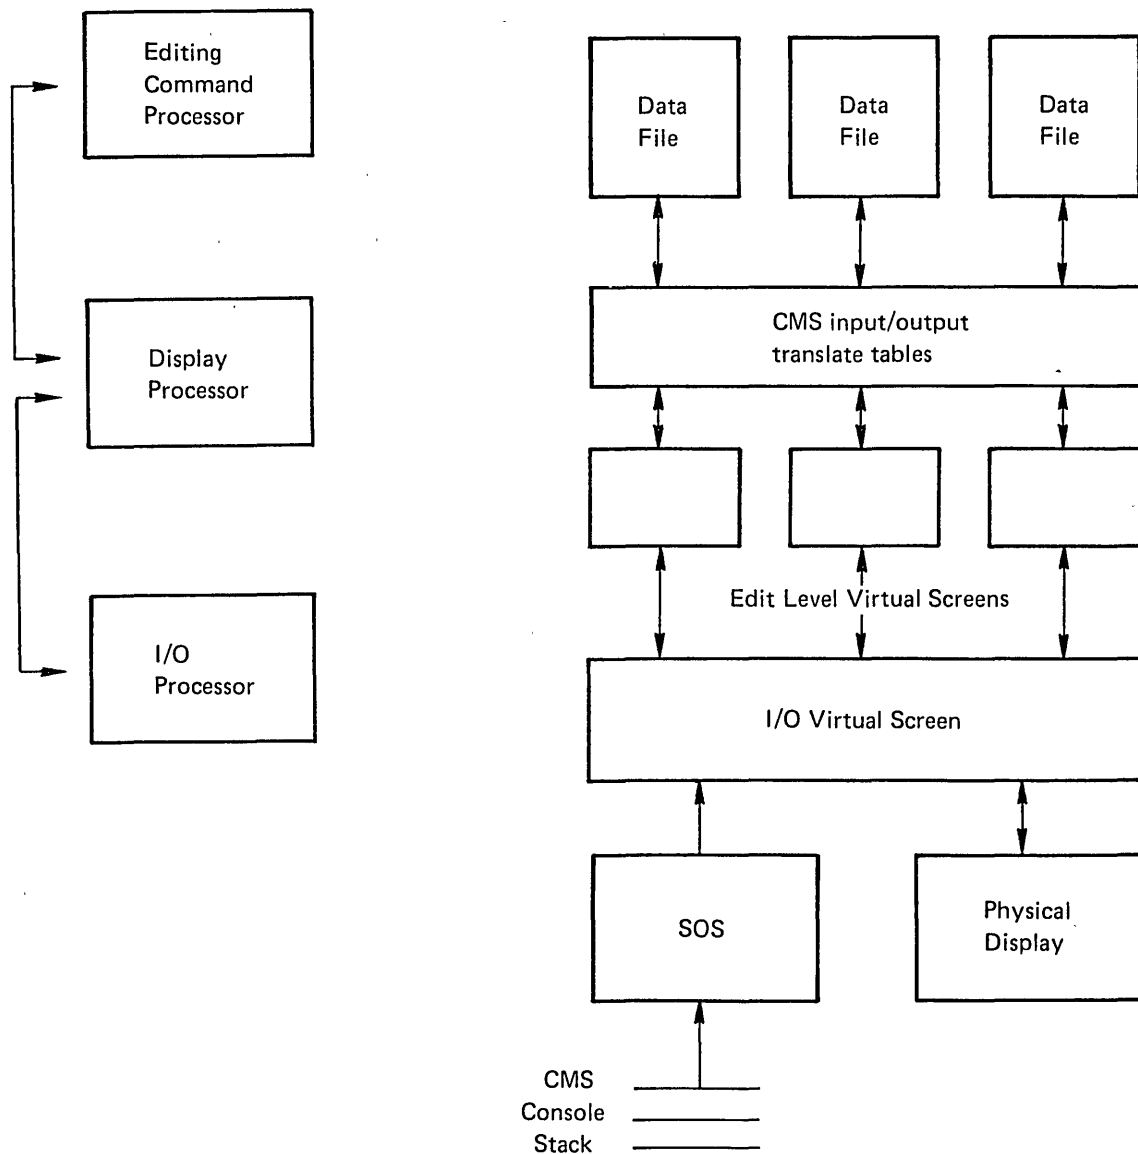 Editing
Command
Processor
Data
File
Data
File
Data
File
CMS input/output
translate tables
Display
Processor
Edit Level Virtual Screens
I/O
Processor
I/O Virtual Screen
SOS
Physical
Display
CMS
Console
Stack